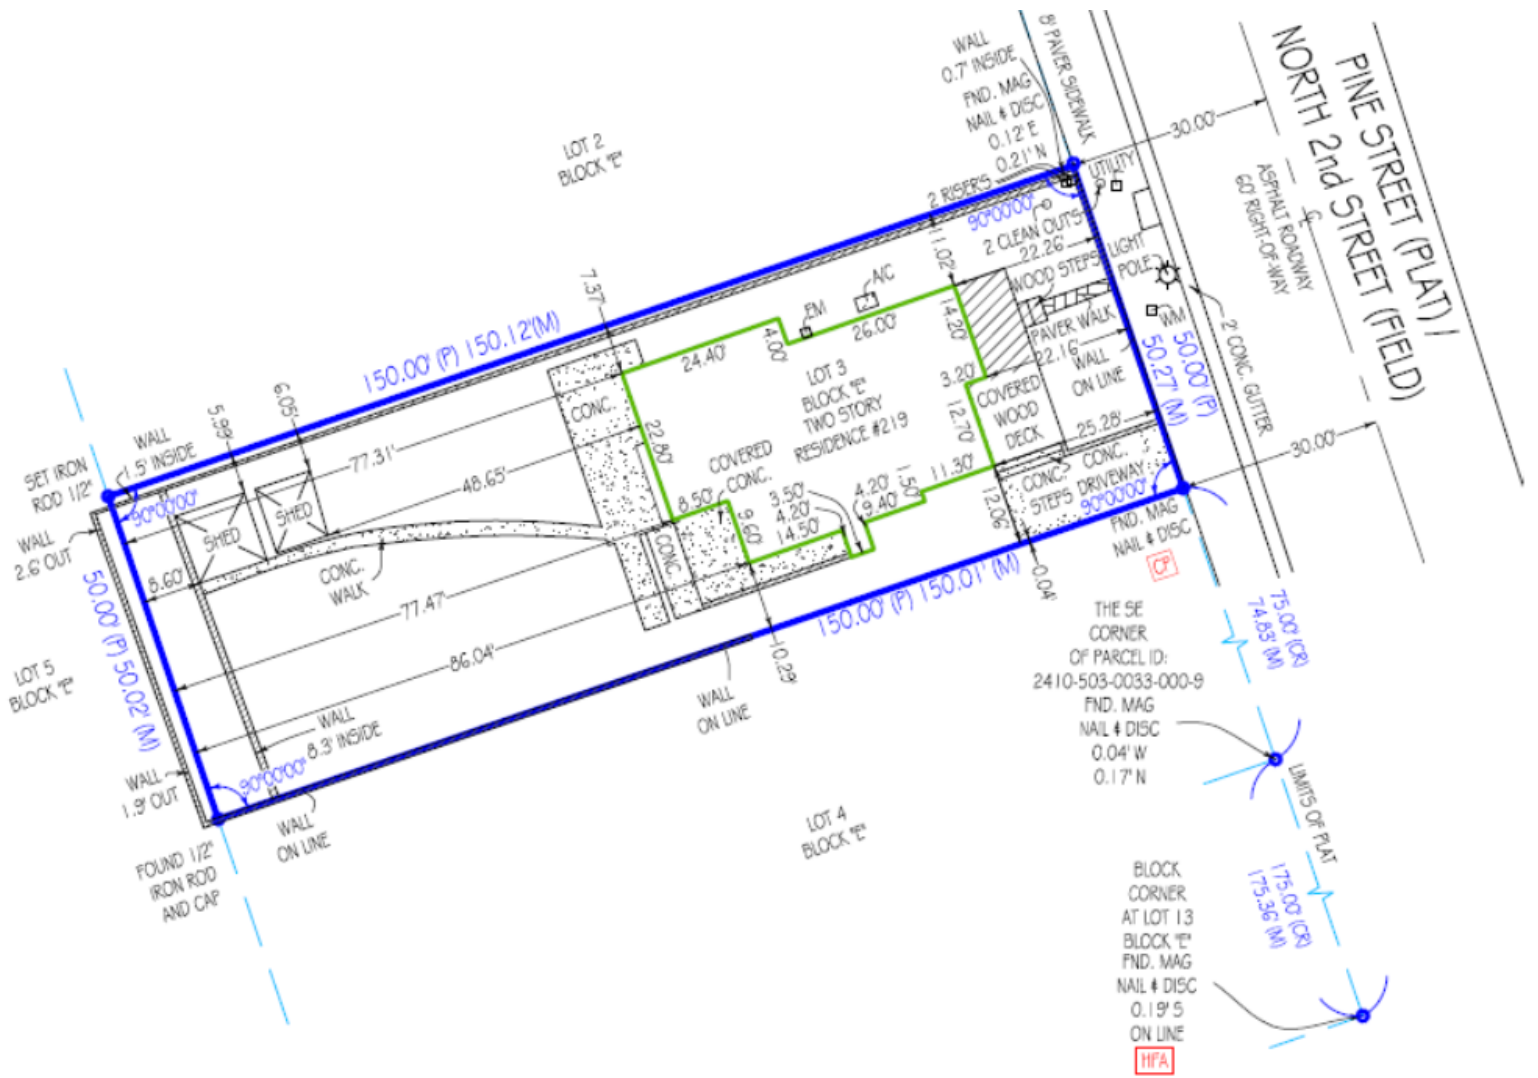 WALL
0.7' INSIDE
FND. MAG
NAIL & DISC
0.12' E
0.21' N
8' PAVER SIDEWALK
PINE STREET (PLAT) /
NORTH 2nd STREET (FIELD)
30.00'
ASPHALT ROADWAY
60' RIGHT-OF-WAY
LOT 2
BLOCK "E"
2 RISER'S
UTILITY
90°00'00"
2 CLEAN OUT'S
22.26'
WOOD STEPS
LIGHT
POLE
11.02'
A/C
EM
7.37'
150.00' (P) 150.12'(M)
24.40'
4.00'
26.00'
14.20'
PAVER WALK
WM
22.16'
WALL
ON LINE
50.00' (P)
50.27' (M)
2' CONC. GUTTER
LOT 3
BLOCK "E"
TWO STORY
RESIDENCE #219
3.20'
12.70'
COVERED
WOOD
DECK
25.28'
30.00'
6.05'
5.99'
WALL
1.5' INSIDE
SET IRON
ROD 1/2"
90°00'00"
77.31'
CONC.
22.80'
48.65'
COVERED
CONC.
8.50'
9.60'
3.50'
4.20'
14.50'
4.20'
9.40'
1.50'
11.30'
12.06'
CONC.
STEPS
CONC.
DRIVEWAY
90°00'00"
FND. MAG
NAIL & DISC
CP
SHED
SHED
WALL
2.6' OUT
8.60'
CONC.
WALK
CONC.
77.47'
86.04'
150.00' (P) 150.01' (M)
0.04'
10.29'
50.00' (P) 50.02' (M)
LOT 5
BLOCK "E"
WALL
8.3' INSIDE
WALL
ON LINE
WALL
1.9' OUT
90°00'00"
WALL
ON LINE
FOUND 1/2"
IRON ROD
AND CAP
LOT 4
BLOCK "E"
THE SE
CORNER
OF PARCEL ID:
2410-503-0033-000-9
FND. MAG
NAIL & DISC
0.04' W
0.17' N
75.00' (CR)
74.83' (M)
LIMITS OF PLAT
175.00' (CR)
175.36' (M)
BLOCK
CORNER
AT LOT 13
BLOCK "E"
FND. MAG
NAIL & DISC
0.19' S
ON LINE
HFA